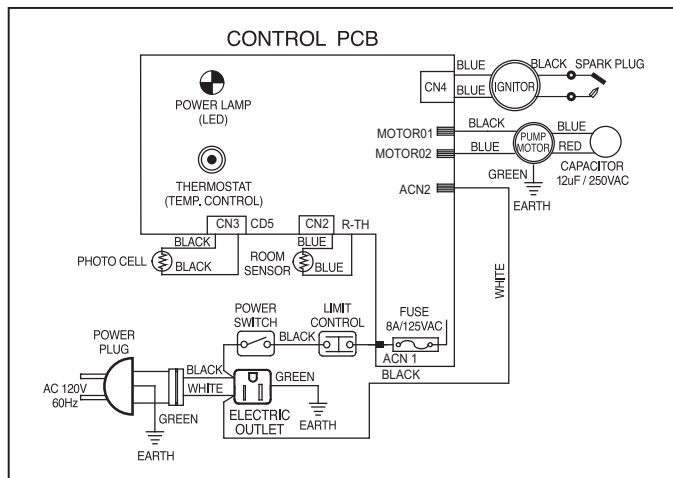 CONTROL PCB
POWER LAMP
(LED)
THERMOSTAT
(TEMP. CONTROL)
CN4
BLUE
BLUE
IGNITOR
BLACK
SPARK PLUG
MOTOR01
BLACK
MOTOR02
BLUE
PUMP
MOTOR
BLUE
RED
CAPACITOR
12uF / 250VAC
GREEN
EARTH
ACN2
WHITE
CN3
CD5
CN2
R-TH
BLACK
BLACK
PHOTO CELL
BLUE
BLUE
ROOM
SENSOR
POWER
SWITCH
BLACK
LIMIT
CONTROL
FUSE
8A/125VAC
ACN 1
BLACK
POWER
PLUG
AC 120V
60Hz
BLACK
WHITE
GREEN
EARTH
ELECTRIC
OUTLET
GREEN
EARTH